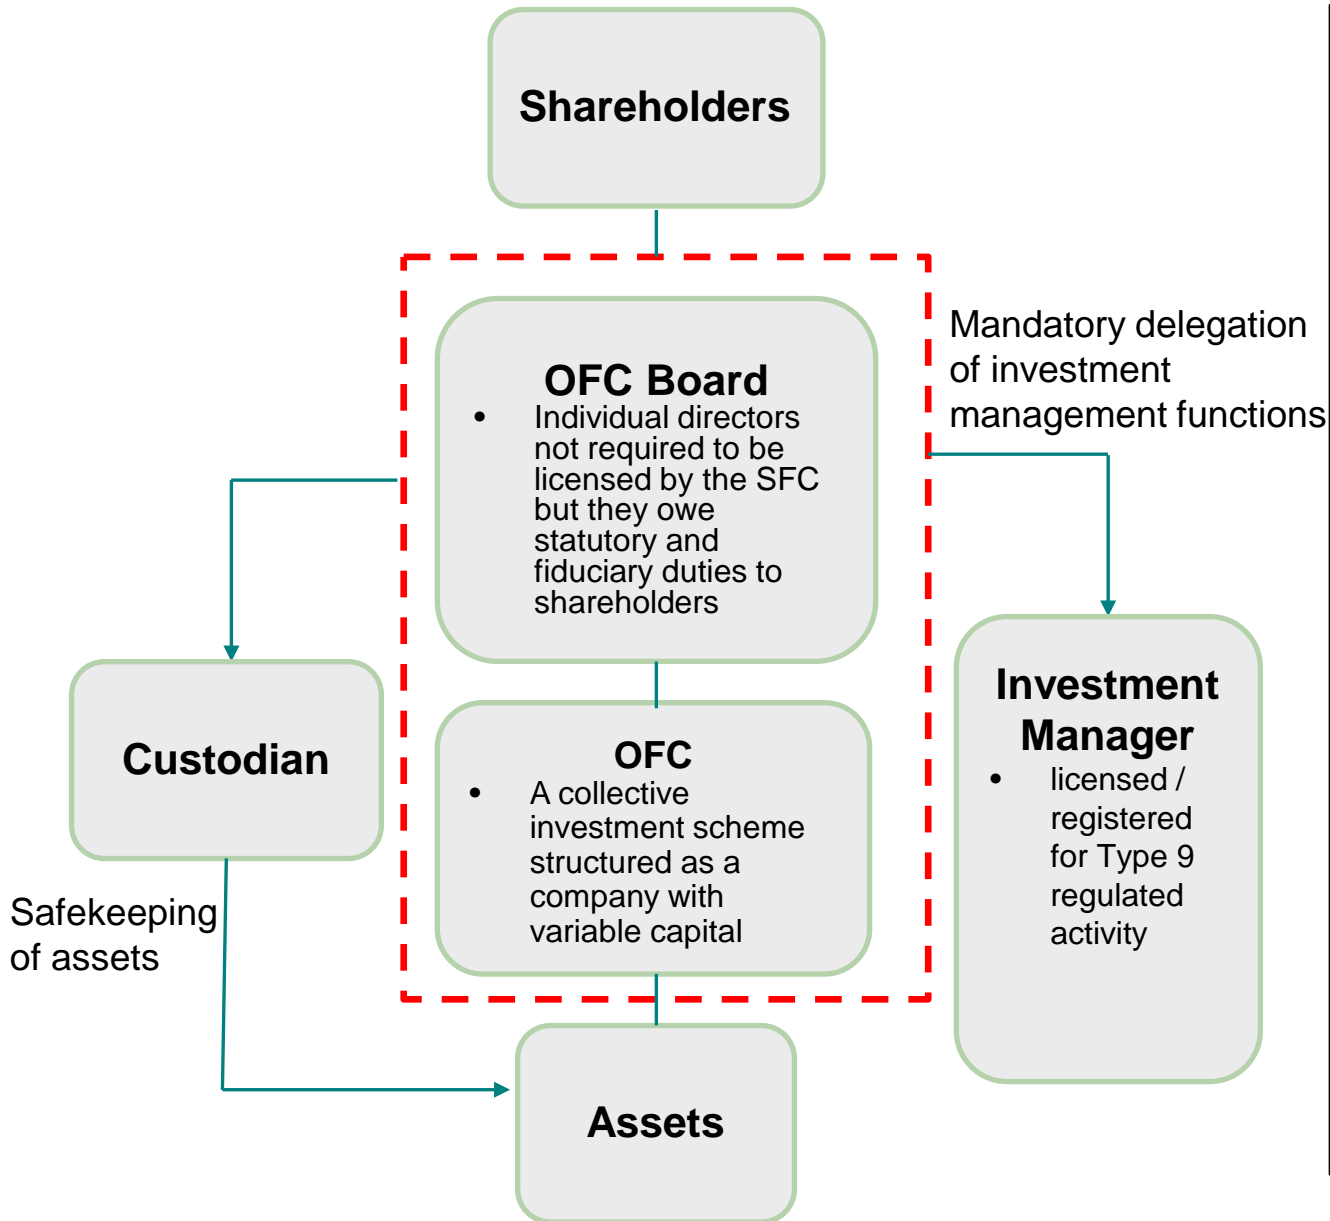 Shareholders
Mandatory delegation
of investment
management functions
OFC Board
• Individual directors
not required to be
licensed by the SFC
but they owe
statutory and
fiduciary duties to
shareholders
Custodian
Safekeeping
of assets
OFC
• A collective
investment scheme
structured as a
company with
variable capital
Investment
Manager
• licensed /
registered
for Type 9
regulated
activity
Assets